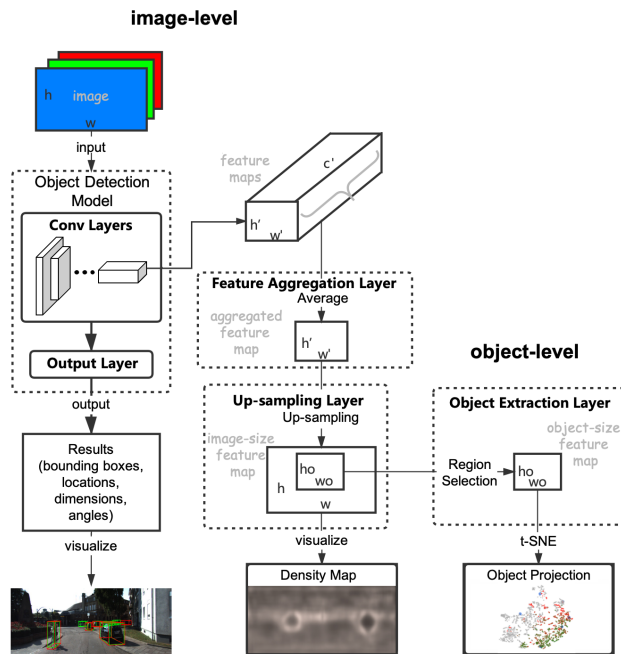 image-level
h
image
w
input
Object Detection
Model
Conv Layers
Output Layer
output
Results
(bounding boxes,
locations,
dimensions,
angles)
visualize
feature
maps
c'
h'
w'
Feature Aggregation Layer
Average
aggregated
feature
map
h'
w'
Up-sampling Layer
Up-sampling
image-size
feature
map
ho
wo
h
w
visualize
Density Map
object-level
Object Extraction Layer
object-size
feature
map
Region
Selection
ho
wo
t-SNE
Object Projection